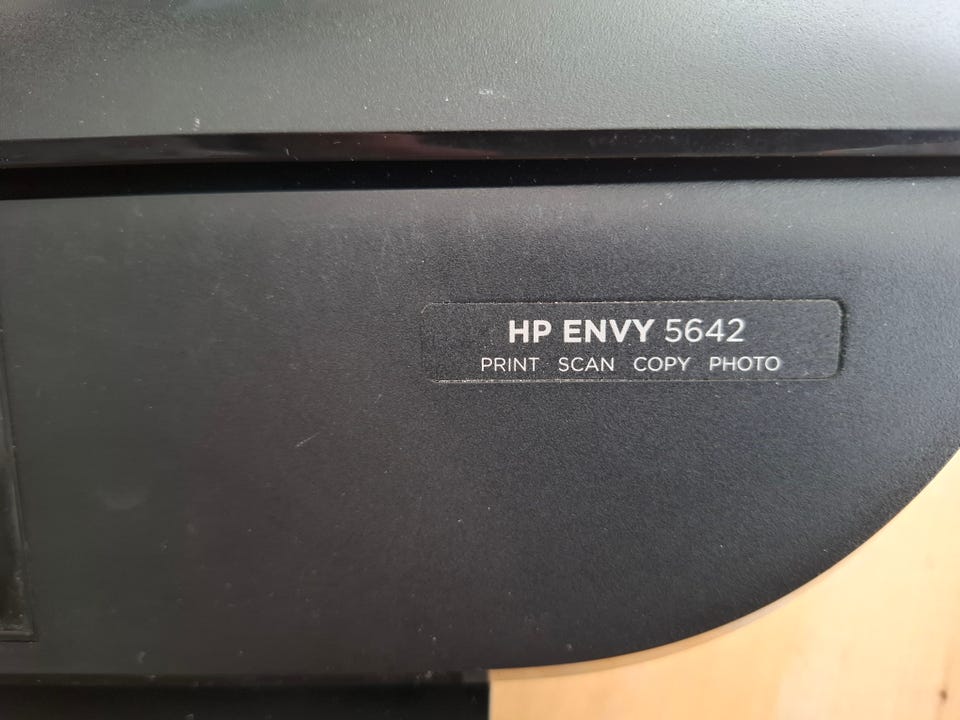 HP ENVY 5642
PRINT SCAN COPY PHOTO